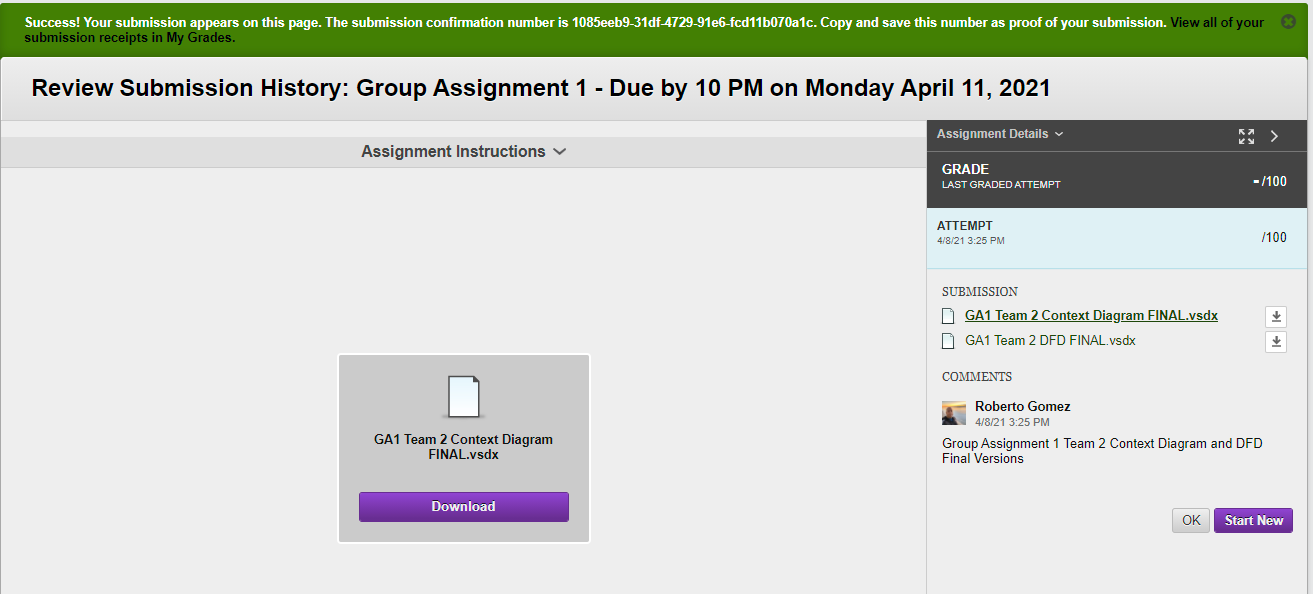 Success! Your submission appears on this page. The submission confirmation number is 1085eeb9-31df-4729-91e6-fcd11b070a1c. Copy and save this number as proof of your submission. View all of your
submission receipts in My Grades.
Review Submission History: Group Assignment 1 - Due by 10 PM on Monday April 11, 2021
Assignment Instructions
GA1 Team 2 Context Diagram
FINAL.vsdx
Download
Assignment Details
GRADE
LAST GRADED ATTEMPT
-/100
ATTEMPT
4/8/21 3:25 PM
/100
SUBMISSION
GA1 Team 2 Context Diagram FINAL.vsdx
GA1 Team 2 DFD FINAL.vsdx
COMMENTS
Roberto Gomez
4/8/21 3:25 PM
Group Assignment 1 Team 2 Context Diagram and DFD
Final Versions
OK
Start New